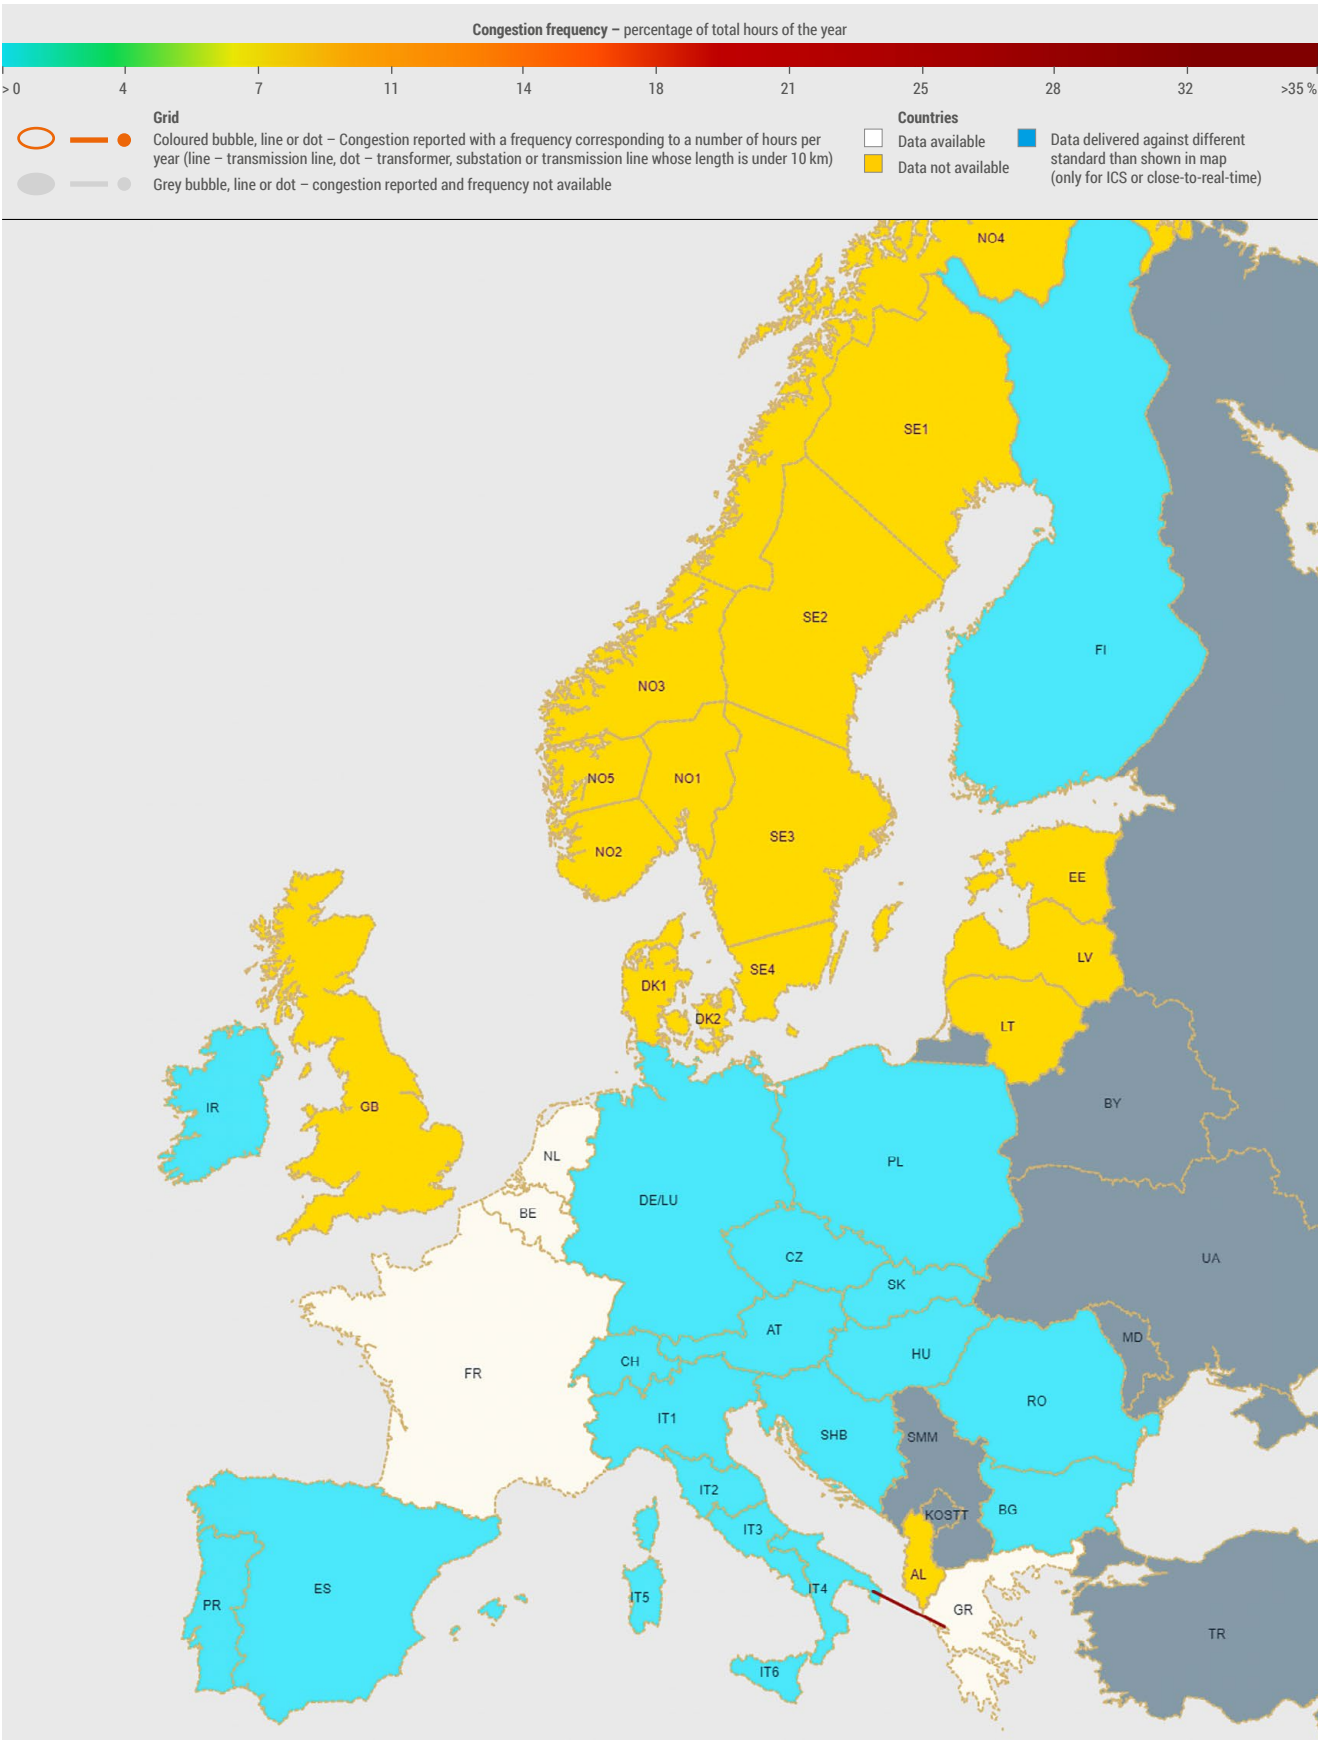 Congestion frequency – percentage of total hours of the year
> 0 4 7 11 14 18 21 25 28 32 >35 %
Grid
Coloured bubble, line or dot – Congestion reported with a frequency corresponding to a number of hours per
year (line – transmission line, dot – transformer, substation or transmission line whose length is under 10 km)
Grey bubble, line or dot – congestion reported and frequency not available
Countries
Data available
Data not available
Data delivered against different
standard than shown in map
(only for ICS or close-to-real-time)
NO4
SE1
SE2
FI
NO3
NO5
NO1
SE3
NO2
EE
LV
SE4
DK1
DK2
LT
IR
GB
BY
NL
PL
DE/LU
BE
CZ
UA
SK
AT
MD
HU
CH
FR
RO
IT1
SHB
SMM
IT2
BG
KOSTT
IT3
AL
ES
IT4
IT5
PR
GR
TR
IT6